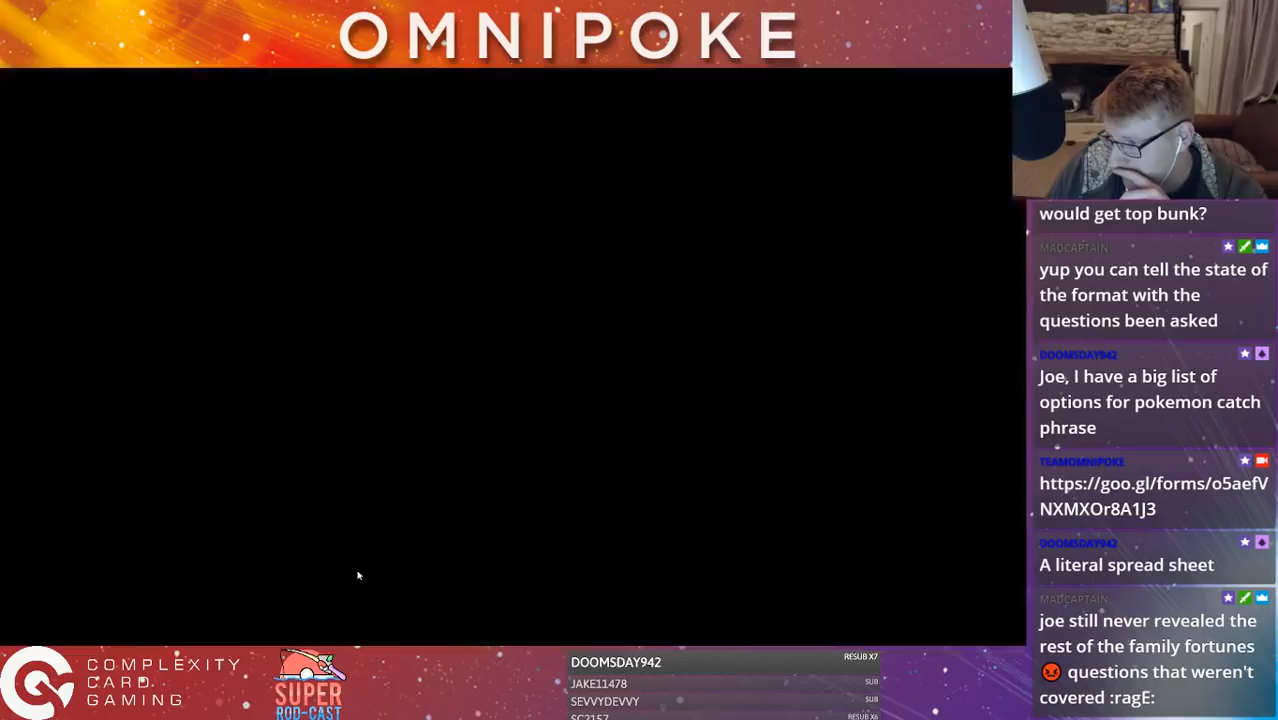 OMNIPOKE
would get top bunk?
MADCAPTAIN
yup you can tell the state of
the format with the
questions been asked
DOOMSDAY942
Joe, I have a big list of
options for pokemon catch
phrase
TEAMOMNIPOKE
https://goo.gl/forms/o5aefV
NXMXOr8A1J3
DOOMSDAY942
A literal spread sheet
MADCAPTAIN
joe still never revealed the
rest of the family fortunes
questions that weren't
covered :ragE:
COMPLEXITY
CARD
GAMING
SUPER
ROD-CAST
DOOMSDAY942 RESUB X7
JAKE11478 SUB
SEVVYDEVVY SUB
SC2157 RESUB X6